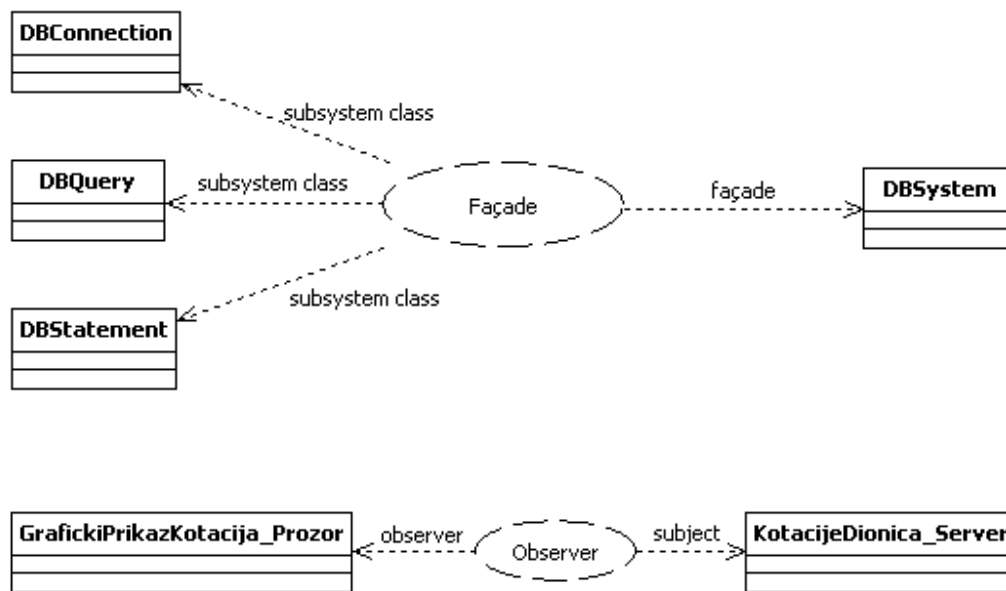 DBConnection
subsystem class
DBQuery
subsystem class
Façade
façade
DBSystem
subsystem class
DBStatement
GrafickiPrikazKotacija_Prozor
observer
Observer
subject
KotacijeDionica_Server